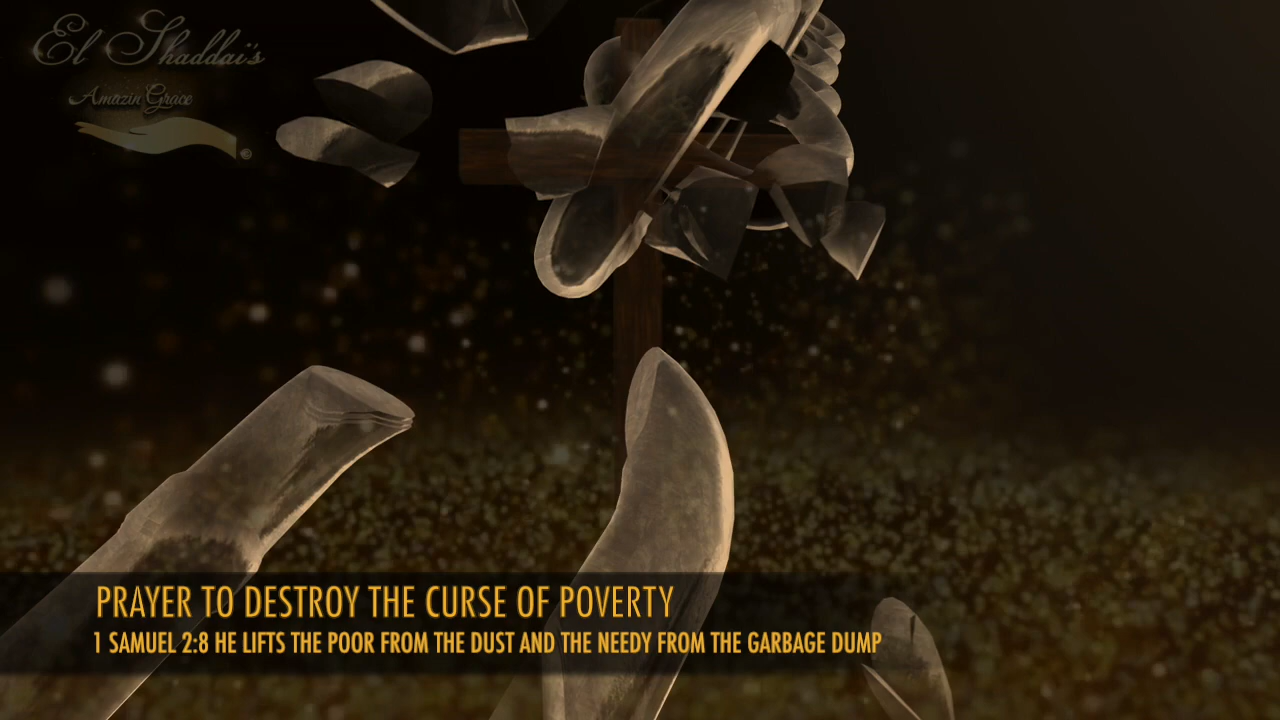 El Shaddai's
Amazin Grace
©
PRAYER TO DESTROY THE CURSE OF POVERTY
1 SAMUEL 2:8 HE LIFTS THE POOR FROM THE DUST AND THE NEEDY FROM THE GARBAGE DUMP